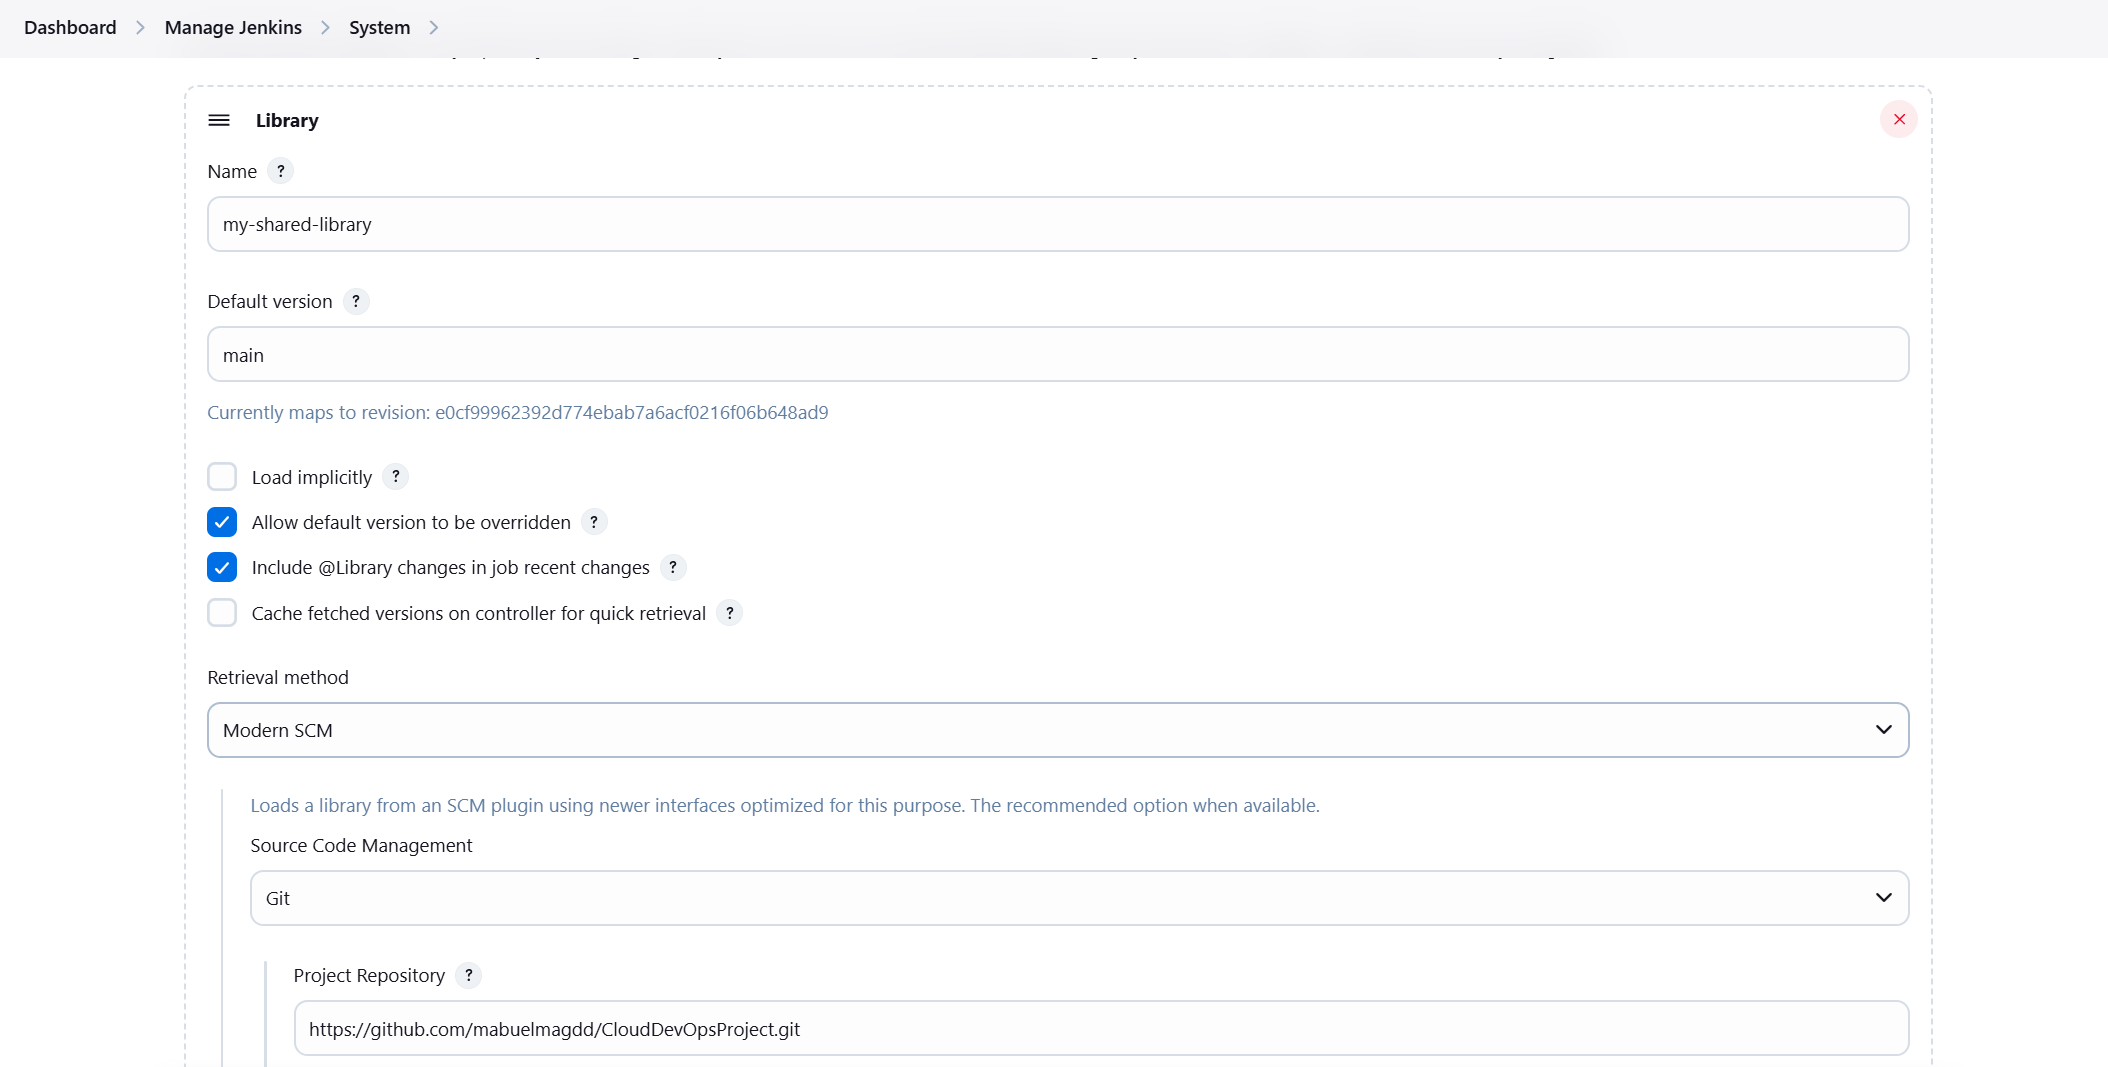 Dashboard > Manage Jenkins > System >
Library
Name ?
my-shared-library
Default version ?
main
Currently maps to revision: e0cf99962392d774ebab7a6acf0216f06b648ad9
Load implicitly ?
Allow default version to be overridden ?
Include @Library changes in job recent changes ?
Cache fetched versions on controller for quick retrieval ?
Retrieval method
Modern SCM
Loads a library from an SCM plugin using newer interfaces optimized for this purpose. The recommended option when available.
Source Code Management
Git
Project Repository ?
https://github.com/mabuelmagdd/CloudDevOpsProject.git